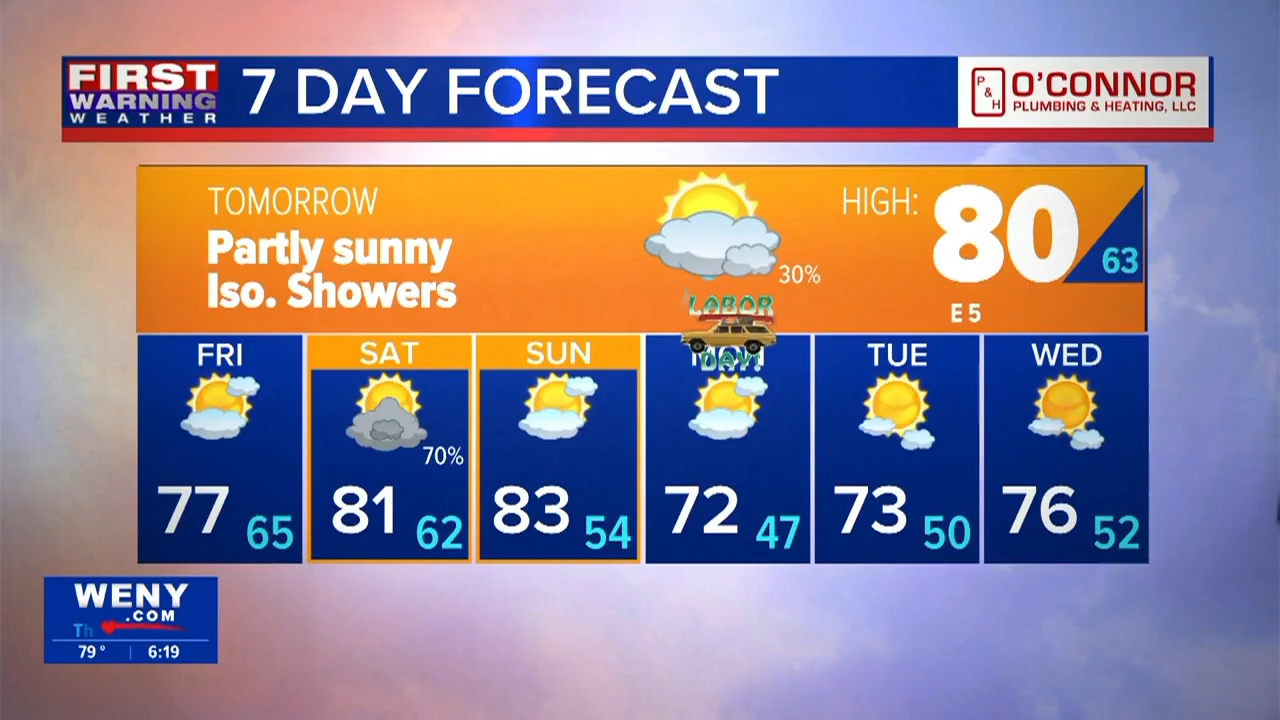 FIRST
WARNING
WEATHER
7 DAY FORECAST
P & H
O'CONNOR
PLUMBING & HEATING, LLC
TOMORROW
Partly sunny
Iso. Showers
30%
HIGH:
80
63
E 5
LABOR
DAY!
FRI
SAT
SUN
MON
TUE
WED
70%
77 65
81 62
83 54
72 47
73 50
76 52
WENY
.COM
Th
79° | 6:19